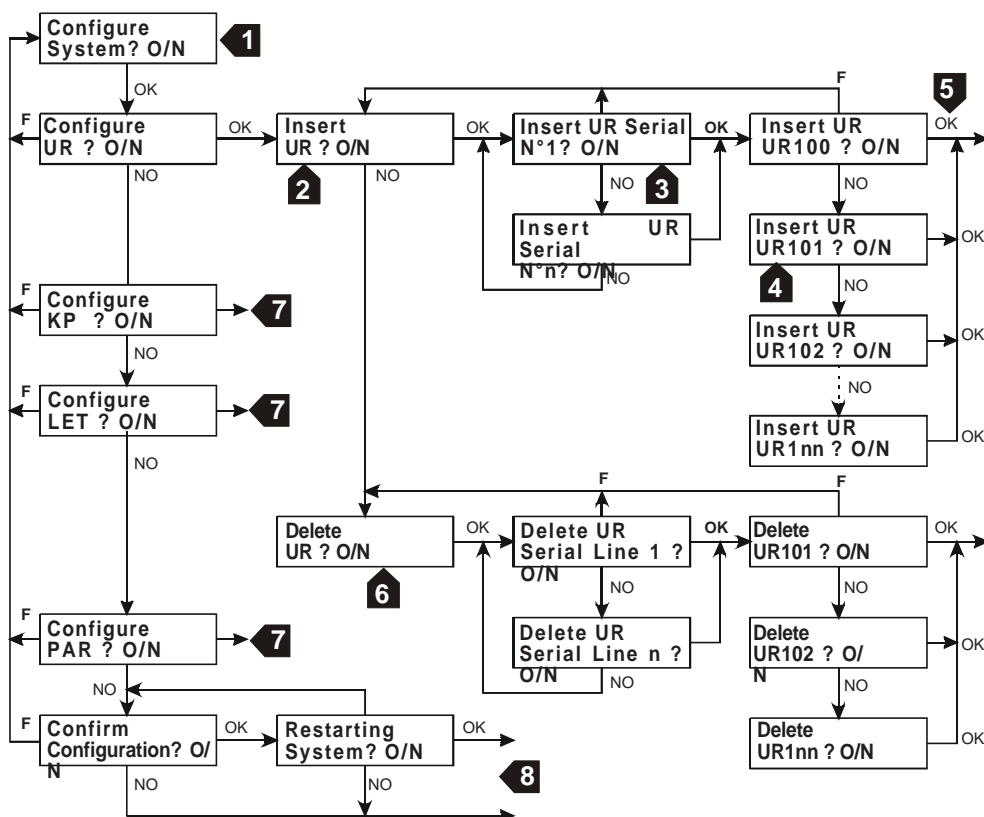 Configure
System? O/N
1
OK
F
5
F
Configure
UR ? O/N
OK
Insert
UR ? O/N
OK
Insert UR Serial
N°1? O/N
OK
Insert UR
UR100 ? O/N
OK
NO
2
NO
3
NO
NO
Insert UR
Serial
N°n? O/N
NO
Insert UR
UR101 ? O/N
OK
4
NO
F
Configure
KP ? O/N
7
NO
Insert UR
UR102 ? O/N
OK
NO
F
Configure
LET ? O/N
7
NO
Insert UR
UR1nn ? O/N
OK
F
F
Delete
UR ? O/N
OK
Delete UR
Serial Line 1 ?
O/N
OK
Delete
UR101 ? O/N
OK
6
NO
NO
F
Configure
PAR ? O/N
7
Delete UR
Serial Line n ?
O/N
NO
Delete
UR102 ? O/
N
OK
NO
NO
F
Confirm
Configuration? O/
N
OK
Restarting
System? O/N
OK
Delete
UR1nn ? O/N
OK
NO
NO
8